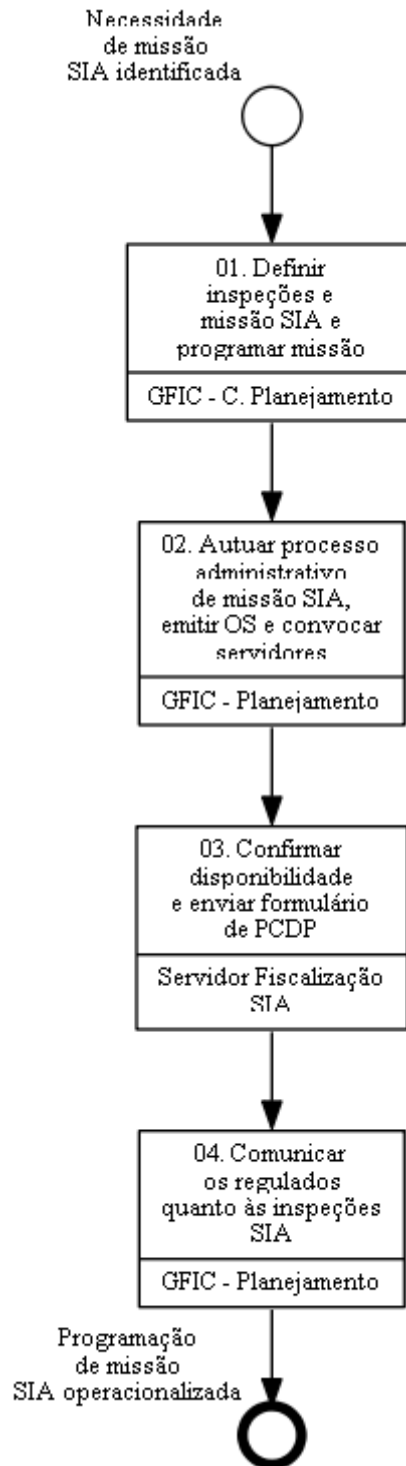 Necessidade
de missão
SIA identificada
01. Definir
inspeções e
missão SIA e
programar missão
GFIC - C. Planejamento
02. Autuar processo
administrativo
de missão SIA,
emitir OS e convocar
servidores
GFIC - Planejamento
03. Confirmar
disponibilidade
e enviar formulário
de PCDP
Servidor Fiscalização
SIA
04. Comunicar
os regulados
quanto às inspeções
SIA
GFIC - Planejamento
Programação
de missão
SIA operacionalizada